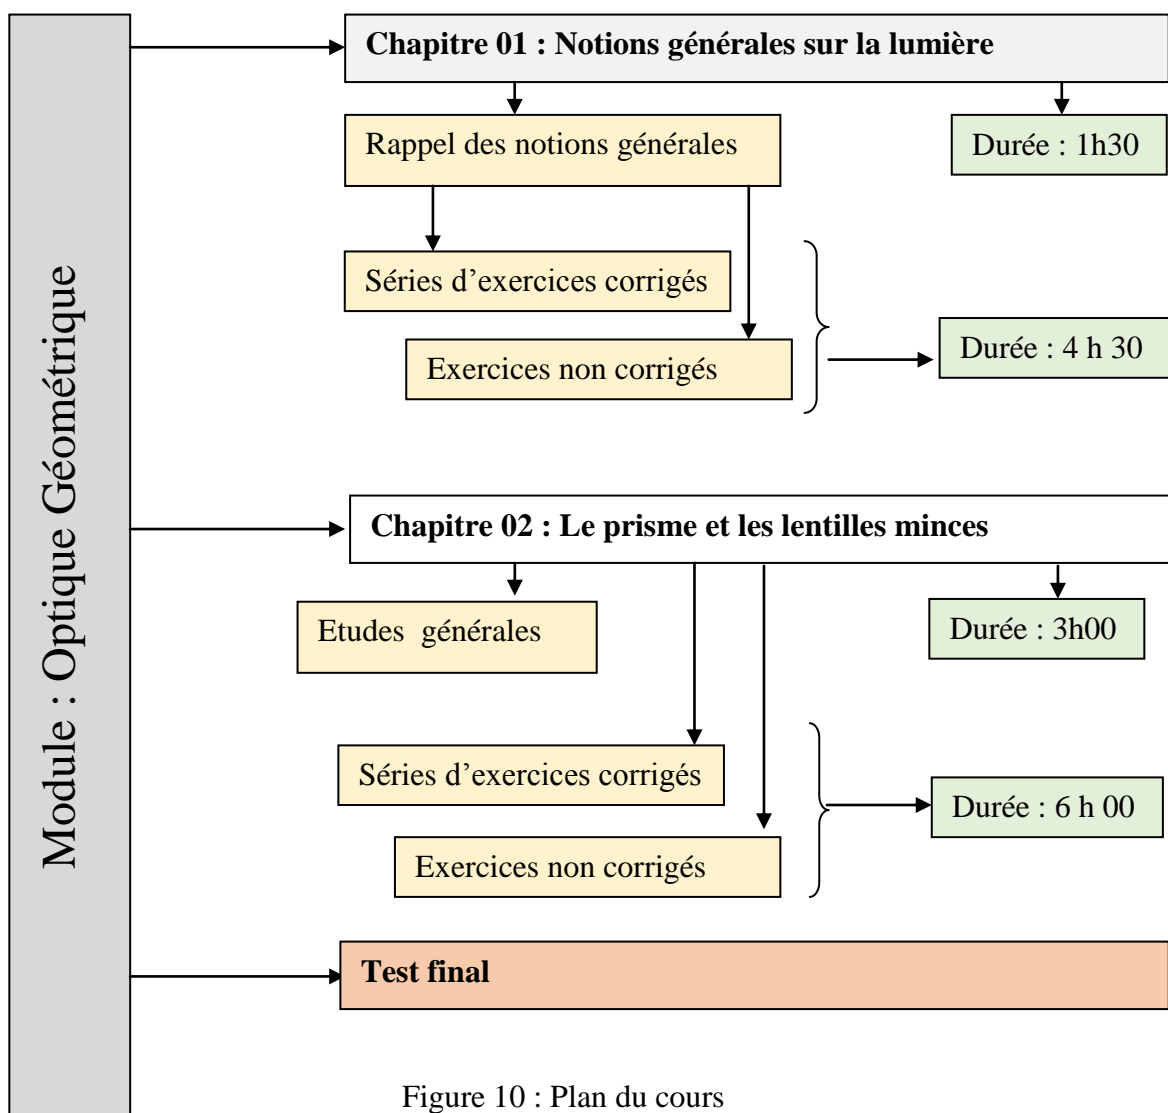 Module : Optique Géométrique
Chapitre 01 : Notions générales sur la lumière
Rappel des notions générales
Durée : 1h30
Séries d’exercices corrigés
Exercices non corrigés
Durée : 4 h 30
Chapitre 02 : Le prisme et les lentilles minces
Etudes  générales
Durée : 3h00
Séries d’exercices corrigés
Exercices non corrigés
Durée : 6 h 00
Test final
Figure 10 : Plan du cours